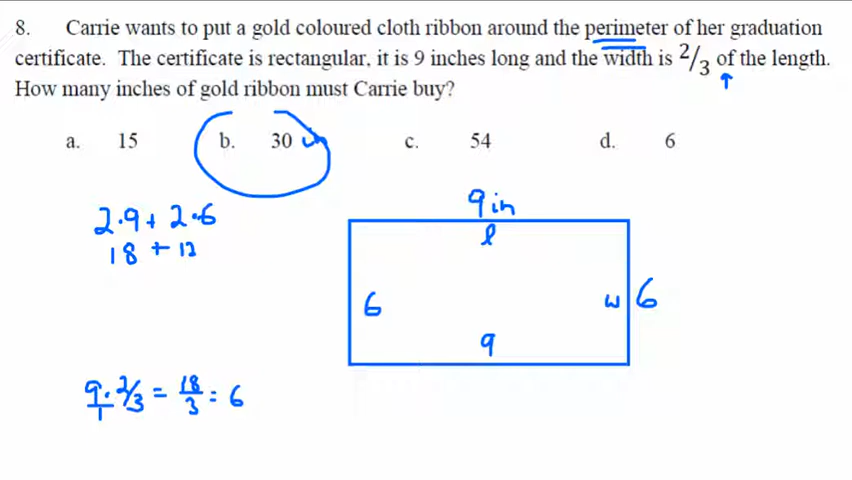 8. Carrie wants to put a gold coloured cloth ribbon around the perimeter of her graduation
certificate. The certificate is rectangular, it is 9 inches long and the width is 2/3 of the length.
How many inches of gold ribbon must Carrie buy?
a. 15 b. 30 in c. 54 d. 6
2·9 + 2·6
18 + 12
9 in
l
6
w 6
9
9/1 · 2/3 = 18/3 = 6